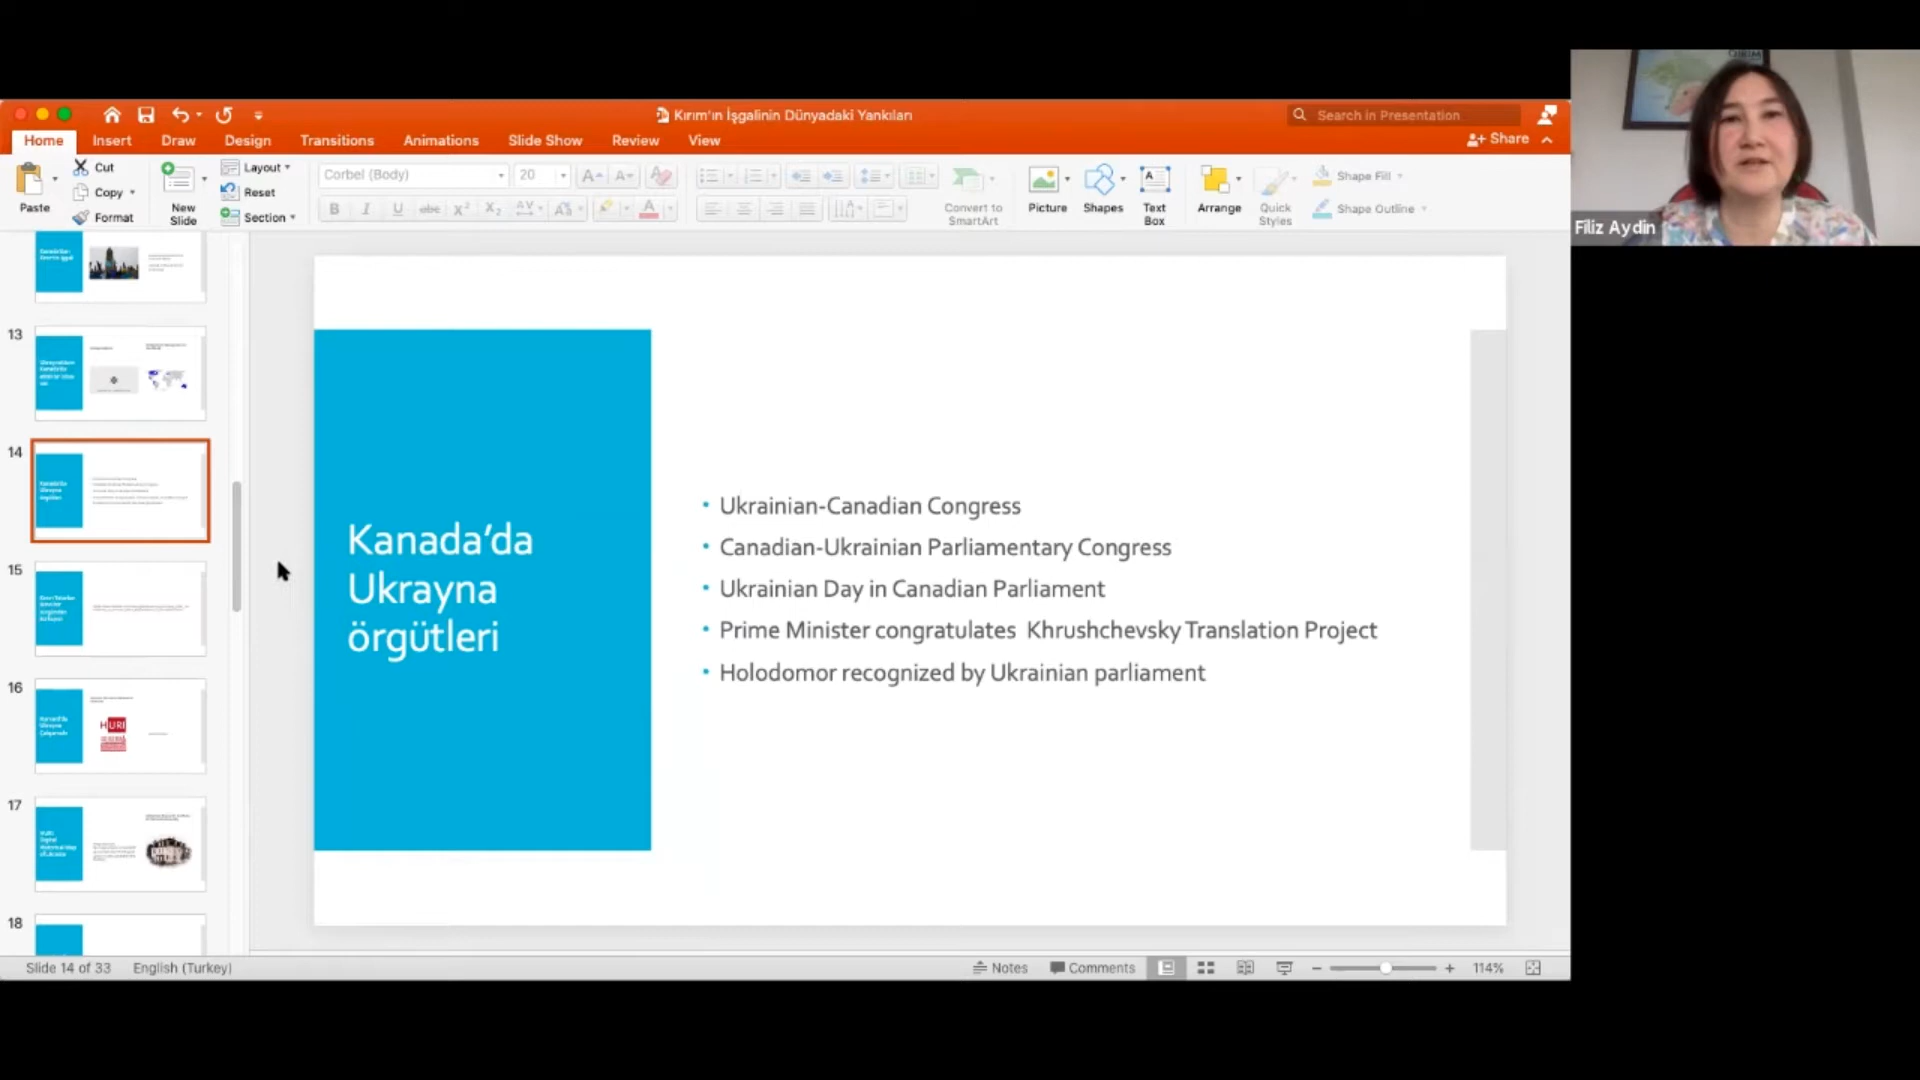 Kırım'ın İşgalinin Dünyadaki Yankıları
Search in Presentation
Home Insert Draw Design Transitions Animations Slide Show Review View
Share
Paste
Cut
Copy
Format
New Slide
Layout
Reset
Section
Corbel (Body) 20
Convert to SmartArt
Picture
Shapes
Text Box
Arrange
Quick Styles
Shape Fill
Shape Outline
Filiz Aydin
13
14
15
16
HURI
17
18
Kanada'da
Ukrayna
örgütleri
• Ukrainian-Canadian Congress
• Canadian-Ukrainian Parliamentary Congress
• Ukrainian Day in Canadian Parliament
• Prime Minister congratulates Khrushchevsky Translation Project
• Holodomor recognized by Ukrainian parliament
Slide 14 of 33 English (Turkey)
Notes Comments 114%